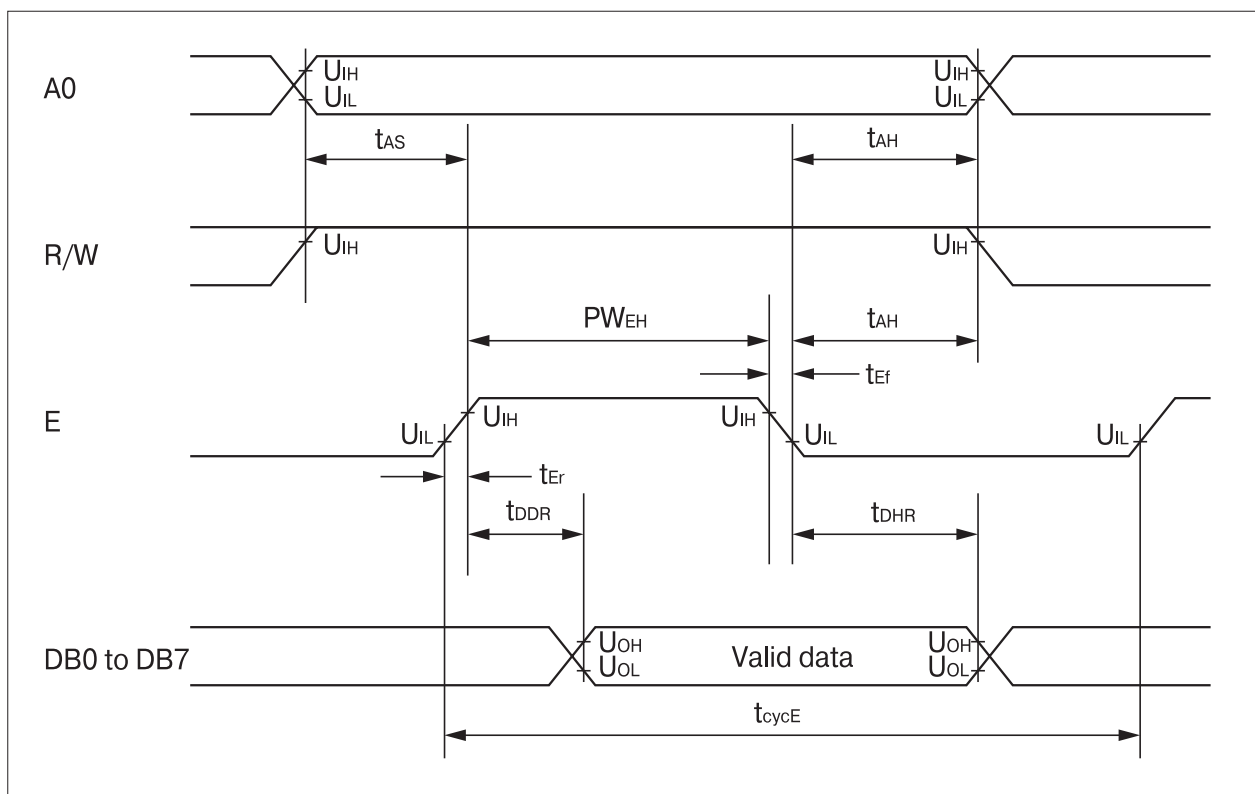 A0
UIH
UIL
UIH
UIL
tAS
tAH
R/W
UIH
UIH
PWEH
tAH
tEf
E
UIL
UIH
UIH
UIL
UIL
tEr
tDDR
tDHR
DB0 to DB7
UOH
UOL
Valid data
UOH
UOL
tcycE